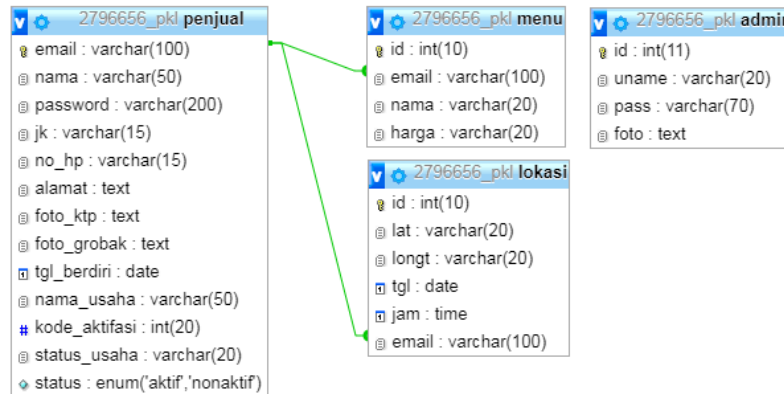 2796656_pkl penjual
email : varchar(100)
nama : varchar(50)
password : varchar(200)
jk : varchar(15)
no_hp : varchar(15)
alamat : text
foto_ktp : text
foto_grobak : text
tgl_berdiri : date
nama_usaha : varchar(50)
kode_aktifasi : int(20)
status_usaha : varchar(20)
status : enum('aktif','nonaktif')
2796656_pkl menu
id : int(10)
email : varchar(100)
nama : varchar(20)
harga : varchar(20)
2796656_pkl lokasi
id : int(10)
lat : varchar(20)
longt : varchar(20)
tgl : date
jam : time
email : varchar(100)
2796656_pkl admin
id : int(11)
uname : varchar(20)
pass : varchar(70)
foto : text